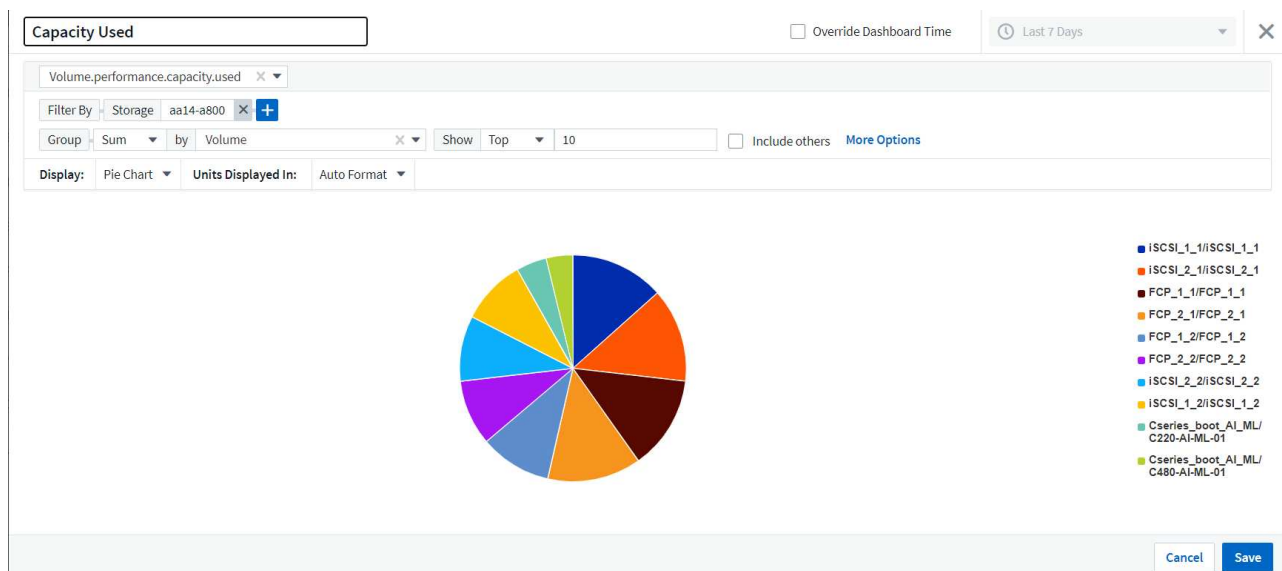 Capacity Used Override Dashboard Time Last 7 Days
Volume.performance.capacity.used
Filter By Storage aa14-a800
Group Sum by Volume Show Top 10 Include others More Options
Display: Pie Chart Units Displayed In: Auto Format
iSCSI_1_1/iSCSI_1_1
iSCSI_2_1/iSCSI_2_1
FCP_1_1/FCP_1_1
FCP_2_1/FCP_2_1
FCP_1_2/FCP_1_2
FCP_2_2/FCP_2_2
iSCSI_2_2/iSCSI_2_2
iSCSI_1_2/iSCSI_1_2
Cseries_boot_AI_ML/
C220-AI-ML-01
Cseries_boot_AI_ML/
C480-AI-ML-01
Cancel Save